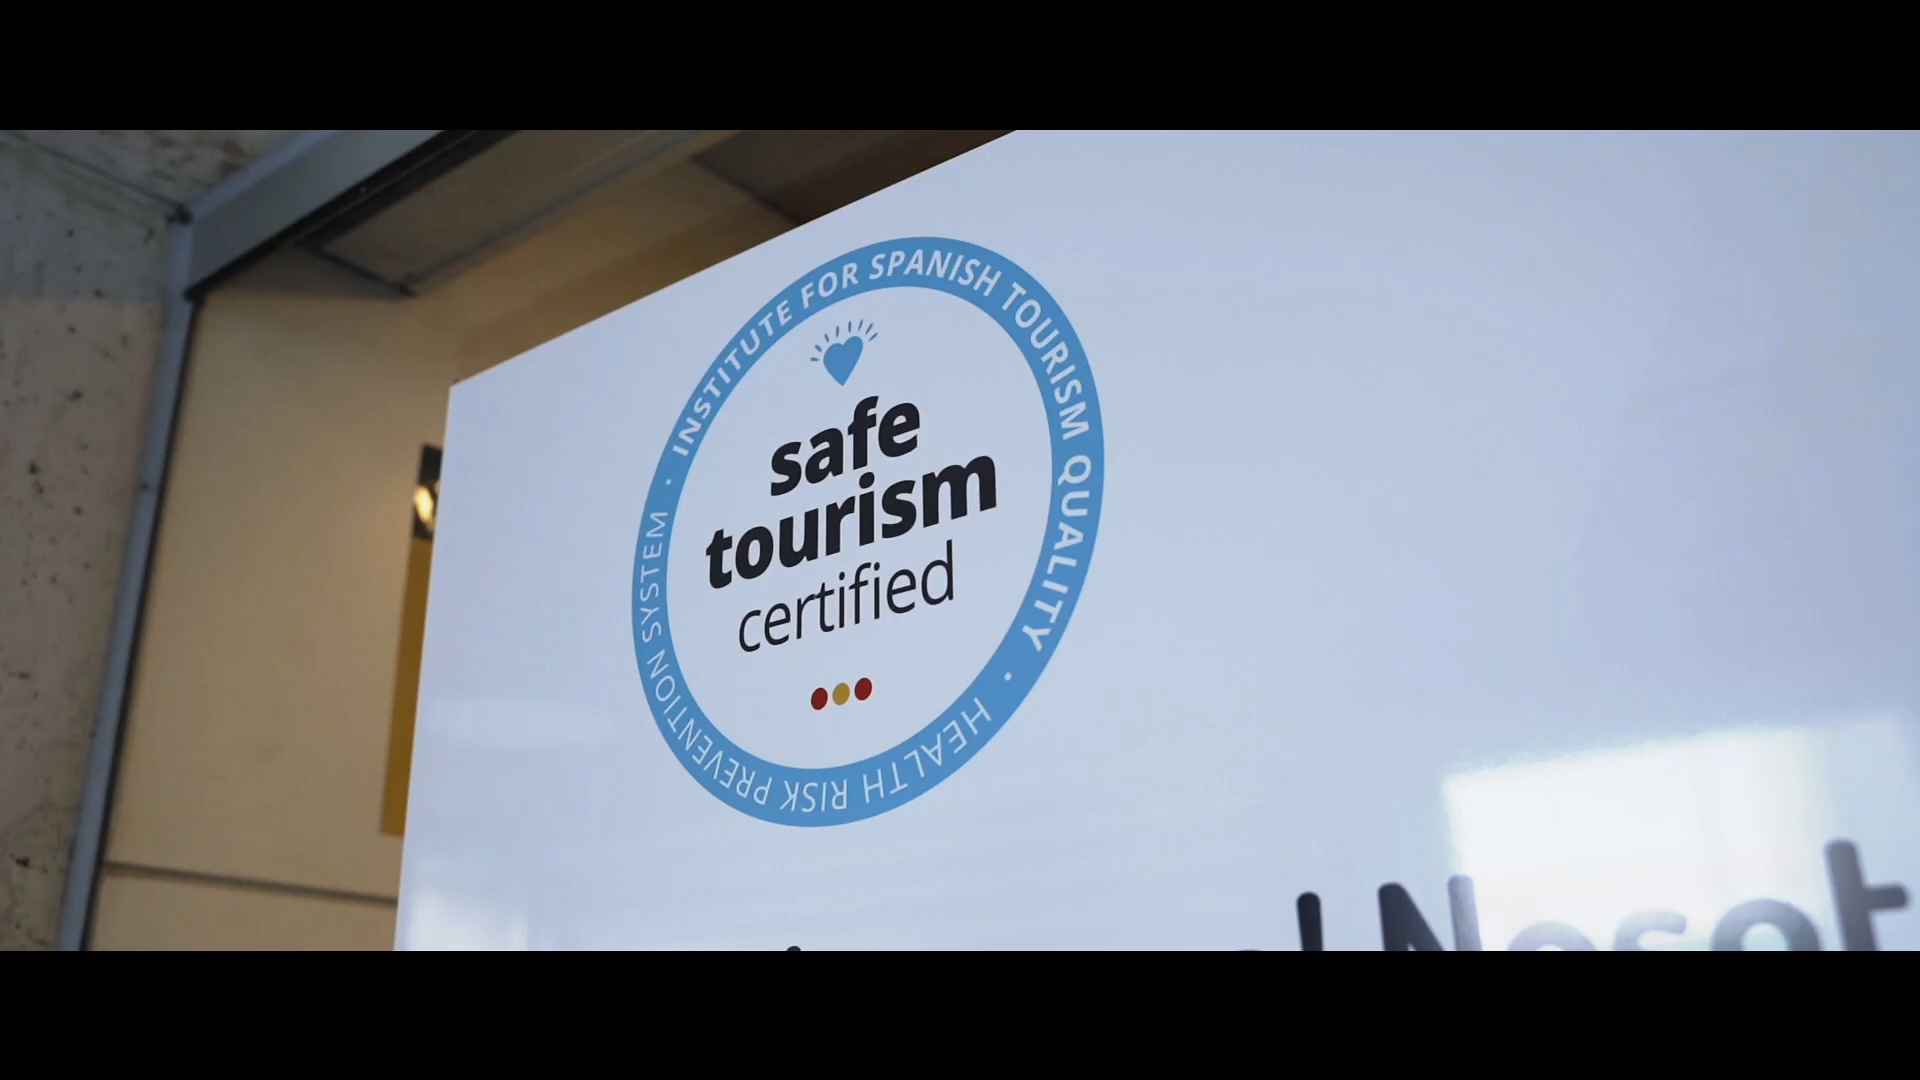 INSTITUTE FOR SPANISH TOURISM QUALITY ·
safe
tourism
certified
HEALTH RISK PREVENTION SYSTEM ·